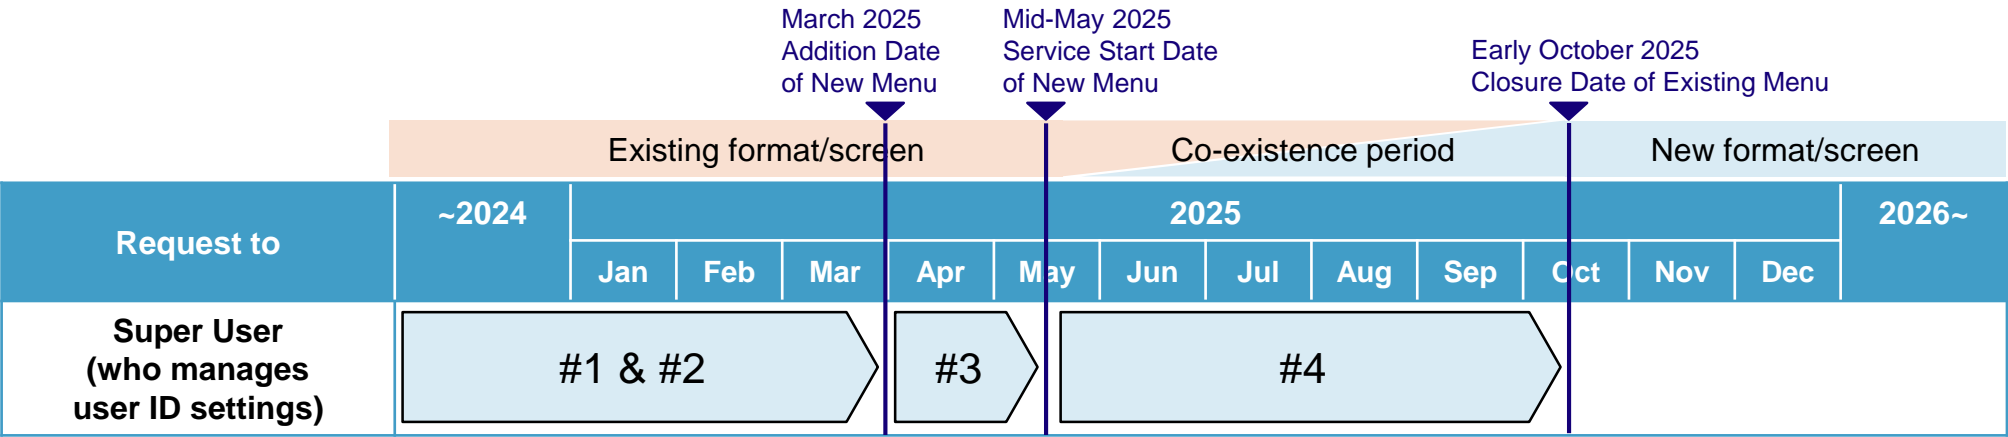 March 2025
Addition Date
of New Menu
Mid-May 2025
Service Start Date
of New Menu
Early October 2025
Closure Date of Existing Menu
Existing format/screen
Co-existence period
New format/screen
Request to
~2024
2025
2026~
Jan
Feb
Mar
Apr
May
Jun
Jul
Aug
Sep
Oct
Nov
Dec
Super User
(who manages
user ID settings)
#1 & #2
#3
#4